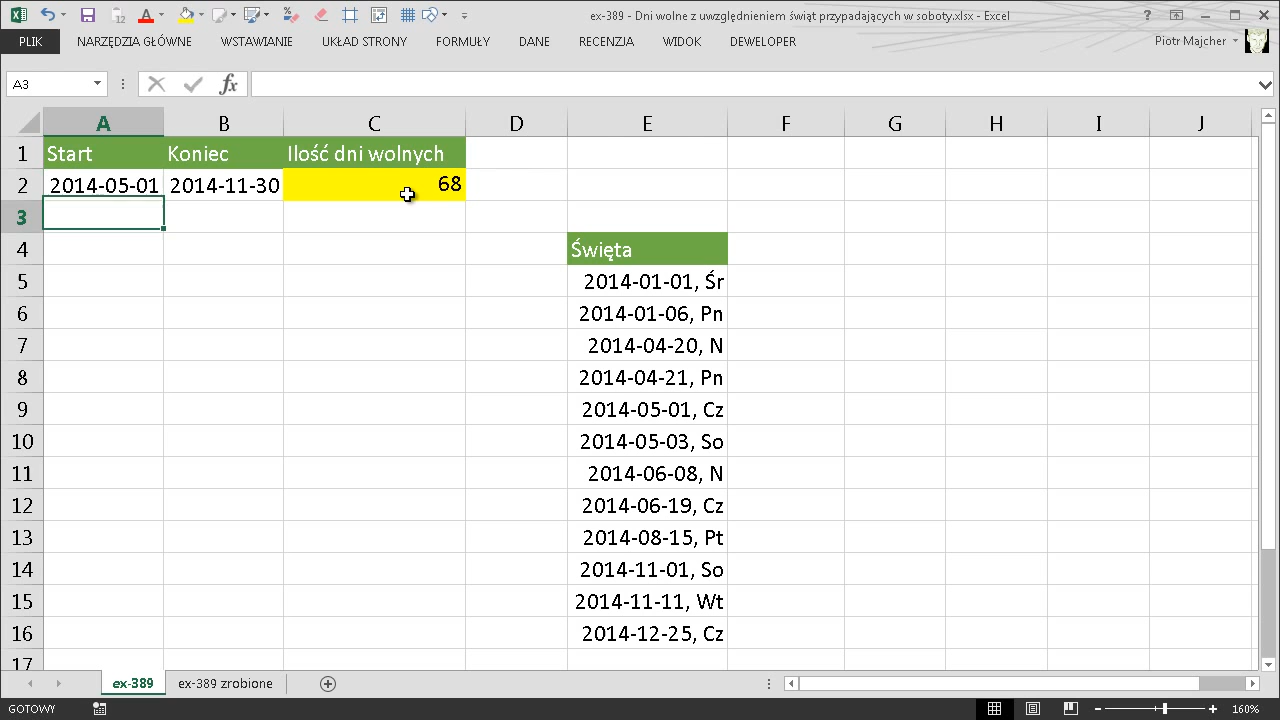 ex-389 - Dni wolne z uwzględnieniem świąt przypadających w soboty.xlsx - Excel
PLIK NARZĘDZIA GŁÓWNE WSTAWIANIE UKŁAD STRONY FORMUŁY DANE RECENZJA WIDOK DEWELOPER Piotr Majcher
A3 fx
A B C D E F G H I J
1 Start Koniec Ilość dni wolnych
2 2014-05-01 2014-11-30 68
3
4 Święta
5 2014-01-01, Śr
6 2014-01-06, Pn
7 2014-04-20, N
8 2014-04-21, Pn
9 2014-05-01, Cz
10 2014-05-03, So
11 2014-06-08, N
12 2014-06-19, Cz
13 2014-08-15, Pt
14 2014-11-01, So
15 2014-11-11, Wt
16 2014-12-25, Cz
17
ex-389 ex-389 zrobione
GOTOWY 160%